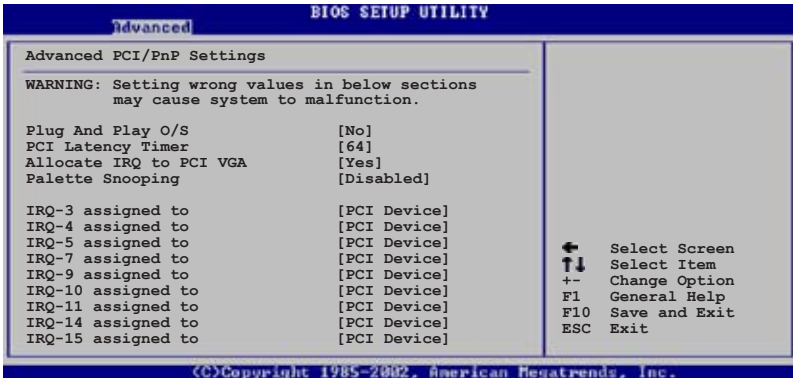 BIOS SETUP UTILITY
Advanced
Advanced PCI/PnP Settings
WARNING: Setting wrong values in below sections
may cause system to malfunction.
Plug And Play O/S [No]
PCI Latency Timer [64]
Allocate IRQ to PCI VGA [Yes]
Palette Snooping [Disabled]
IRQ-3 assigned to [PCI Device]
IRQ-4 assigned to [PCI Device]
IRQ-5 assigned to [PCI Device]
IRQ-7 assigned to [PCI Device]
IRQ-9 assigned to [PCI Device]
IRQ-10 assigned to [PCI Device]
IRQ-11 assigned to [PCI Device]
IRQ-14 assigned to [PCI Device]
IRQ-15 assigned to [PCI Device]
← Select Screen
↑↓ Select Item
+- Change Option
F1 General Help
F10 Save and Exit
ESC Exit
(C)Copyright 1985-2002, American Megatrends, Inc.